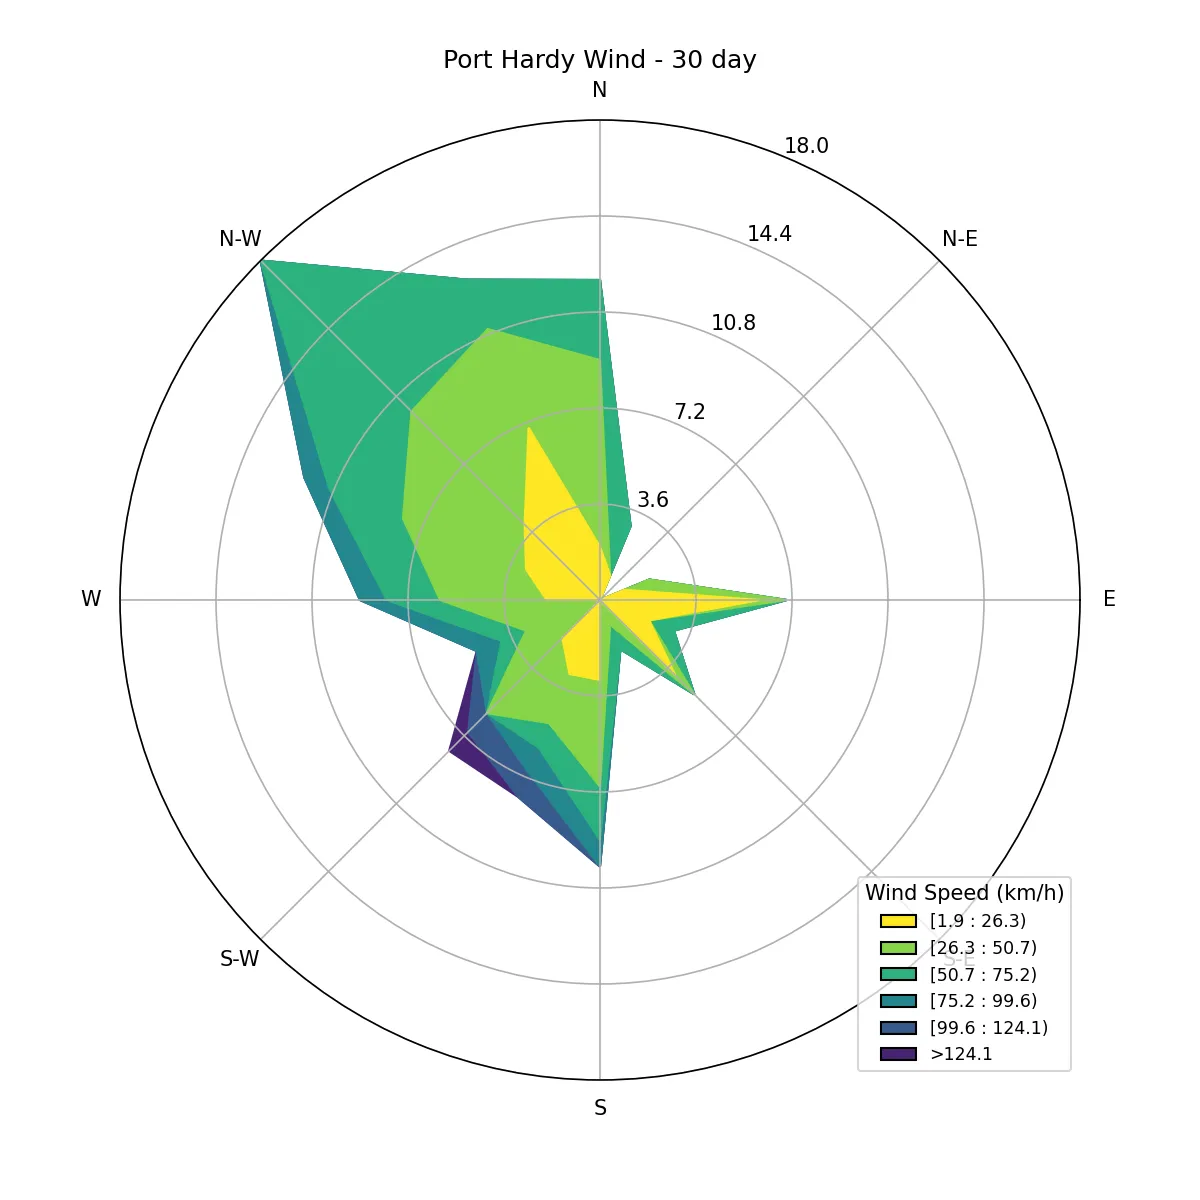 Port Hardy Wind - 30 day
N
18.0
N-W
14.4
N-E
10.8
7.2
3.6
W
E
S-W
S-E
S
Wind Speed (km/h)
[1.9 : 26.3)
[26.3 : 50.7)
[50.7 : 75.2)
[75.2 : 99.6)
[99.6 : 124.1)
>124.1